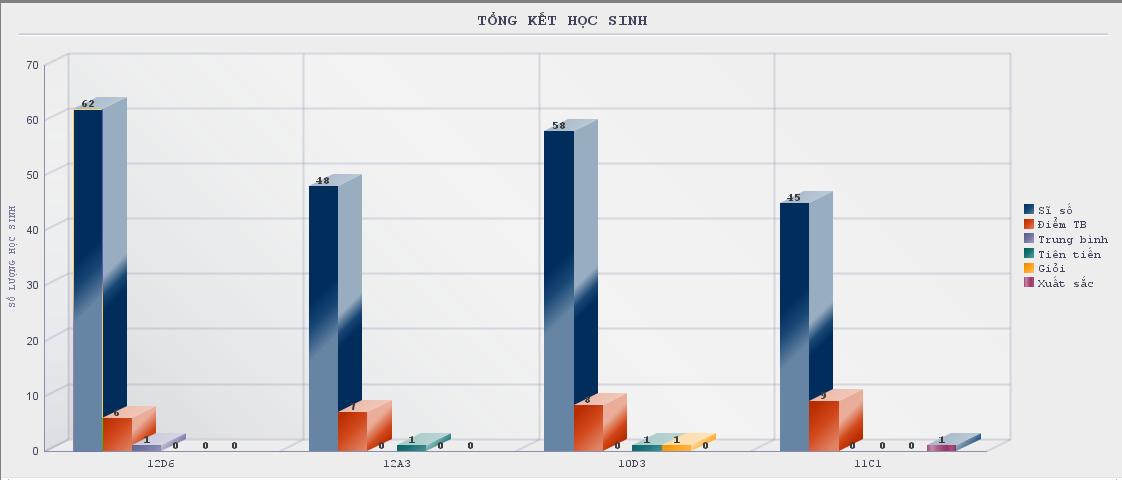 TỔNG KẾT HỌC SINH
SỐ LƯỢNG HỌC SINH
70
60
50
40
30
20
10
0
62
6
1
0
0
0
48
7
0
1
0
0
58
8
0
1
1
0
45
9
0
0
0
1
12D6
12A3
10D3
11C1
Sĩ số
Điểm TB
Trung bình
Tiên tiến
Giỏi
Xuất sắc